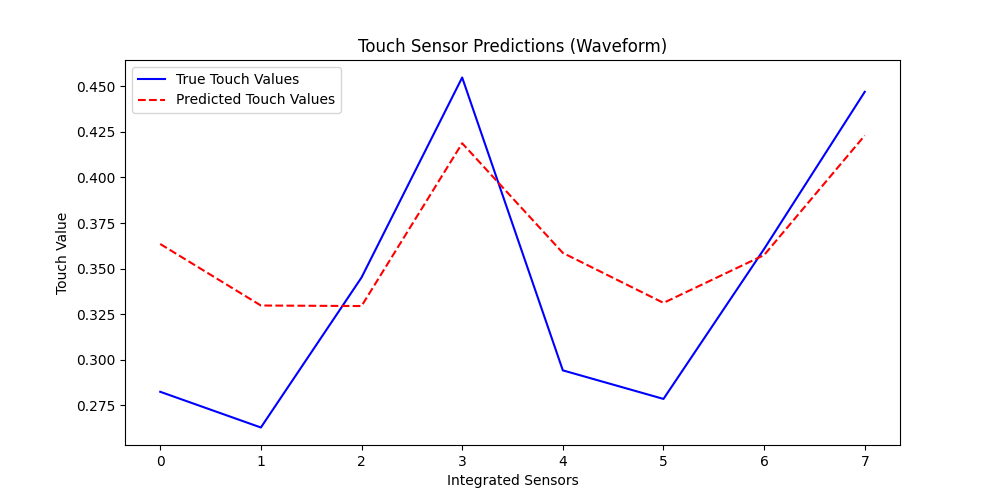 Touch Sensor Predictions (Waveform)
True Touch Values
Predicted Touch Values
Touch Value
0.450
0.425
0.400
0.375
0.350
0.325
0.300
0.275
0 1 2 3 4 5 6 7
Integrated Sensors